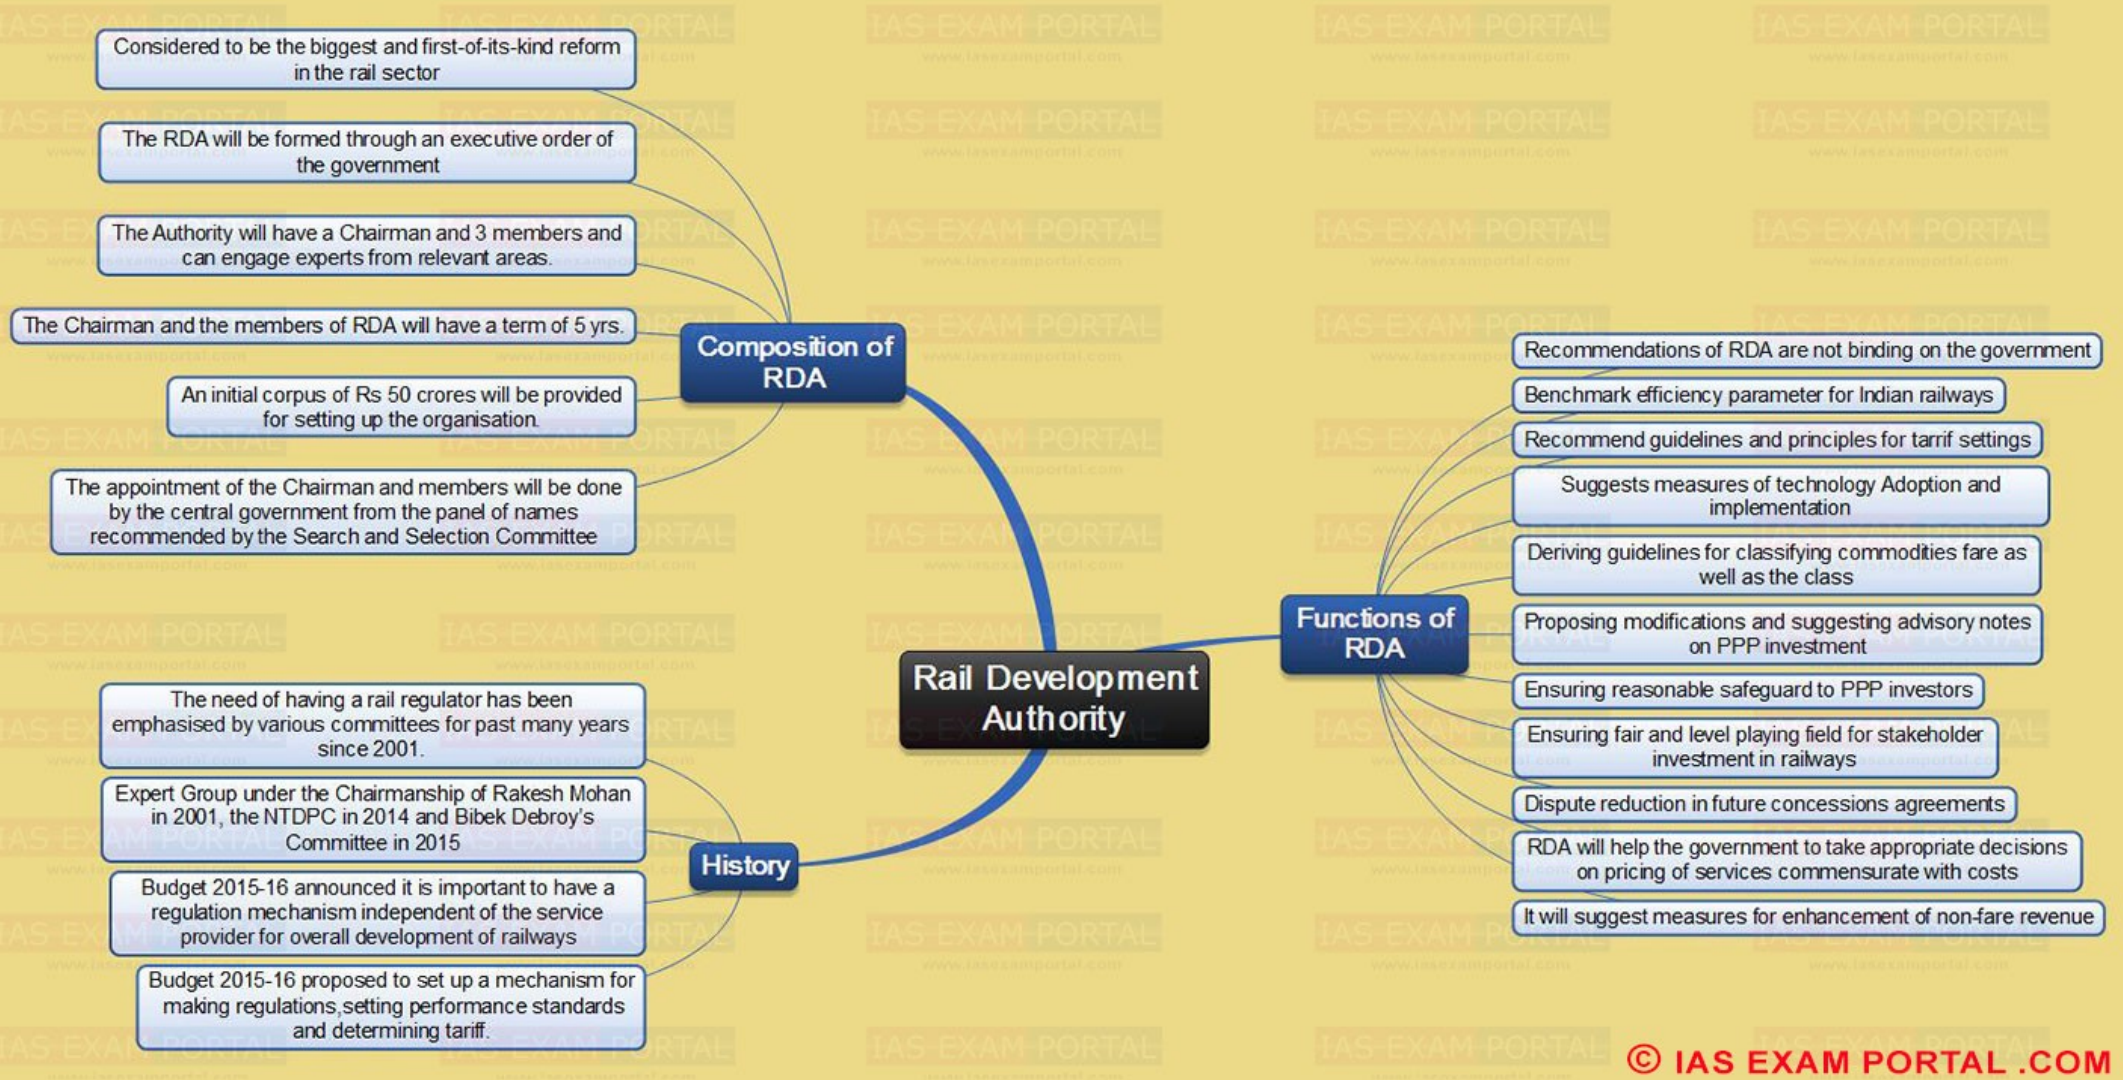 Considered to be the biggest and first-of-its-kind reform
in the rail sector
The RDA will be formed through an executive order of
the government
The Authority will have a Chairman and 3 members and
can engage experts from relevant areas.
The Chairman and the members of RDA will have a term of 5 yrs.
An initial corpus of Rs 50 crores will be provided
for setting up the organisation.
The appointment of the Chairman and members will be done
by the central government from the panel of names
recommended by the Search and Selection Committee
Composition of
RDA
The need of having a rail regulator has been
emphasised by various committees for past many years
since 2001.
Expert Group under the Chairmanship of Rakesh Mohan
in 2001, the NTDPC in 2014 and Bibek Debroy's
Committee in 2015
Budget 2015-16 announced it is important to have a
regulation mechanism independent of the service
provider for overall development of railways
Budget 2015-16 proposed to set up a mechanism for
making regulations,setting performance standards
and determining tariff.
History
Rail Development
Authority
Functions of
RDA
Recommendations of RDA are not binding on the government
Benchmark efficiency parameter for Indian railways
Recommend guidelines and principles for tarrif settings
Suggests measures of technology Adoption and
implementation
Deriving guidelines for classifying commodities fare as
well as the class
Proposing modifications and suggesting advisory notes
on PPP investment
Ensuring reasonable safeguard to PPP investors
Ensuring fair and level playing field for stakeholder
investment in railways
Dispute reduction in future concessions agreements
RDA will help the government to take appropriate decisions
on pricing of services commensurate with costs
It will suggest measures for enhancement of non-fare revenue
© IAS EXAM PORTAL .COM
IAS EXAM PORTAL
www.iasexamportal.com